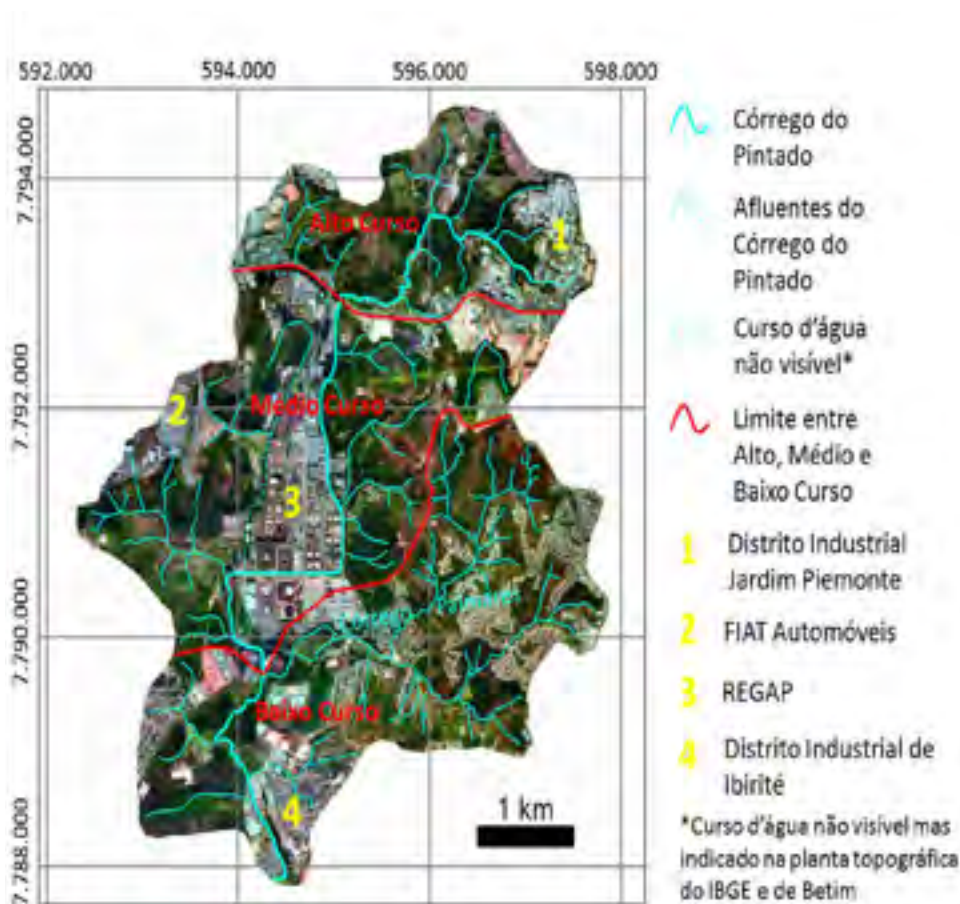 592.000 594.000 596.000 598.000
7.794.000
7.792.000
7.790.000
7.788.000
Alto Curso
1
2
Médio Curso
3
Córrego Palmares
Baixo Curso
4
1 km
Córrego do
Pintado
Afluentes do
Córrego do
Pintado
Curso d'água
não visível*
Limite entre
Alto, Médio e
Baixo Curso
1 Distrito Industrial
Jardim Piemonte
2 FIAT Automóveis
3 REGAP
4 Distrito Industrial de
Ibirité
*Curso d'água não visível mas
indicado na planta topográfica
do IBGE e de Betim